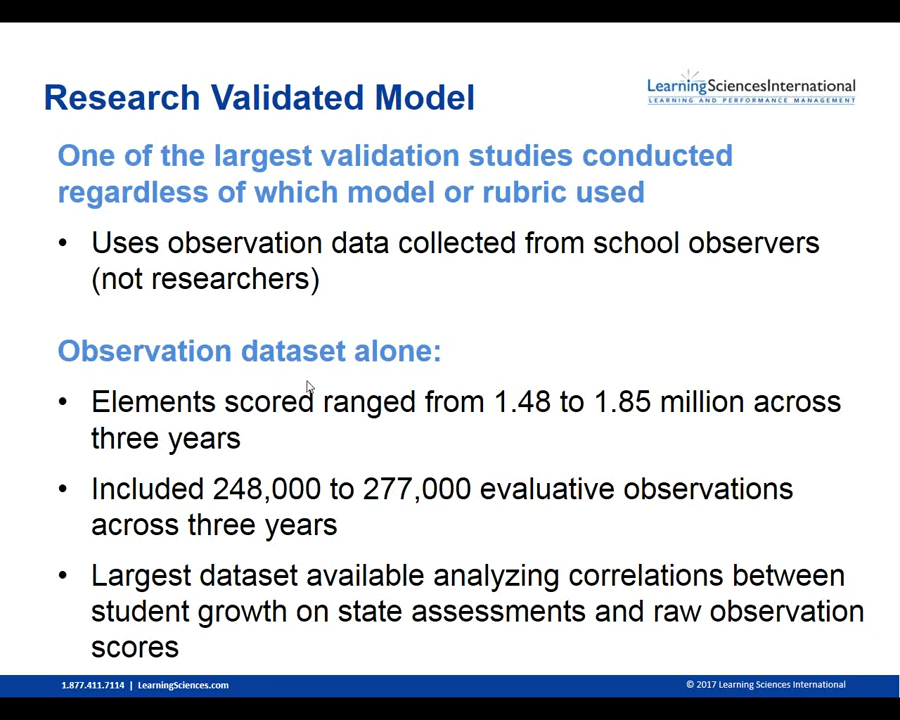 Research Validated Model
LearningSciencesInternational
LEARNING AND PERFORMANCE MANAGEMENT
One of the largest validation studies conducted
regardless of which model or rubric used
• Uses observation data collected from school observers
(not researchers)
Observation dataset alone:
• Elements scored ranged from 1.48 to 1.85 million across
three years
• Included 248,000 to 277,000 evaluative observations
across three years
• Largest dataset available analyzing correlations between
student growth on state assessments and raw observation
scores
1.877.411.7114 | LearningSciences.com
© 2017 Learning Sciences International